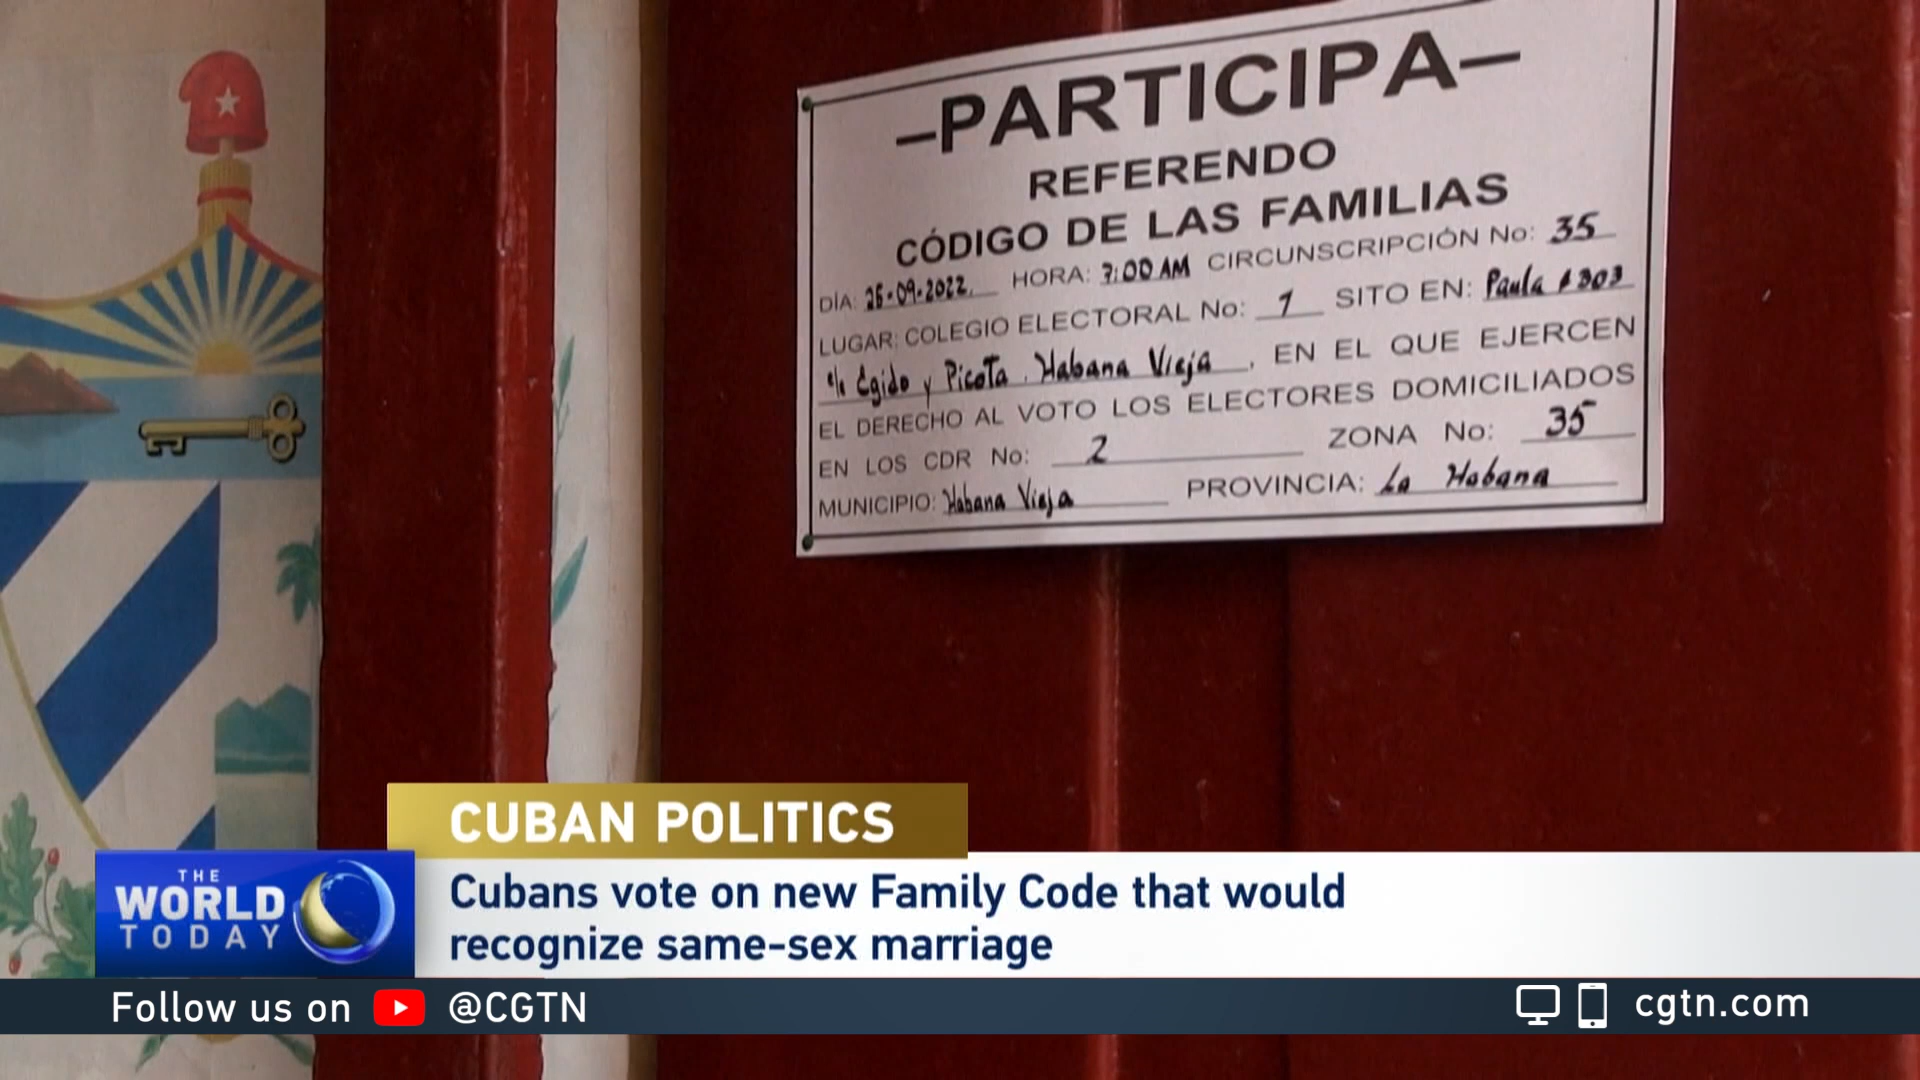 –PARTICIPA–
REFERENDO
CÓDIGO DE LAS FAMILIAS
DÍA: 25-09-2022. HORA: 7:00 AM CIRCUNSCRIPCIÓN No: 35
LUGAR: COLEGIO ELECTORAL No: 1 SITO EN: Paula # 303
e/e Egido y Picota. Habana Vieja, EN EL QUE EJERCEN
EL DERECHO AL VOTO LOS ELECTORES DOMICILIADOS
EN LOS CDR No: 2 ZONA No: 35
MUNICIPIO: Habana Vieja PROVINCIA: La Habana
CUBAN POLITICS
THE
WORLD
TODAY
Cubans vote on new Family Code that would
recognize same-sex marriage
Follow us on @CGTN
cgtn.com